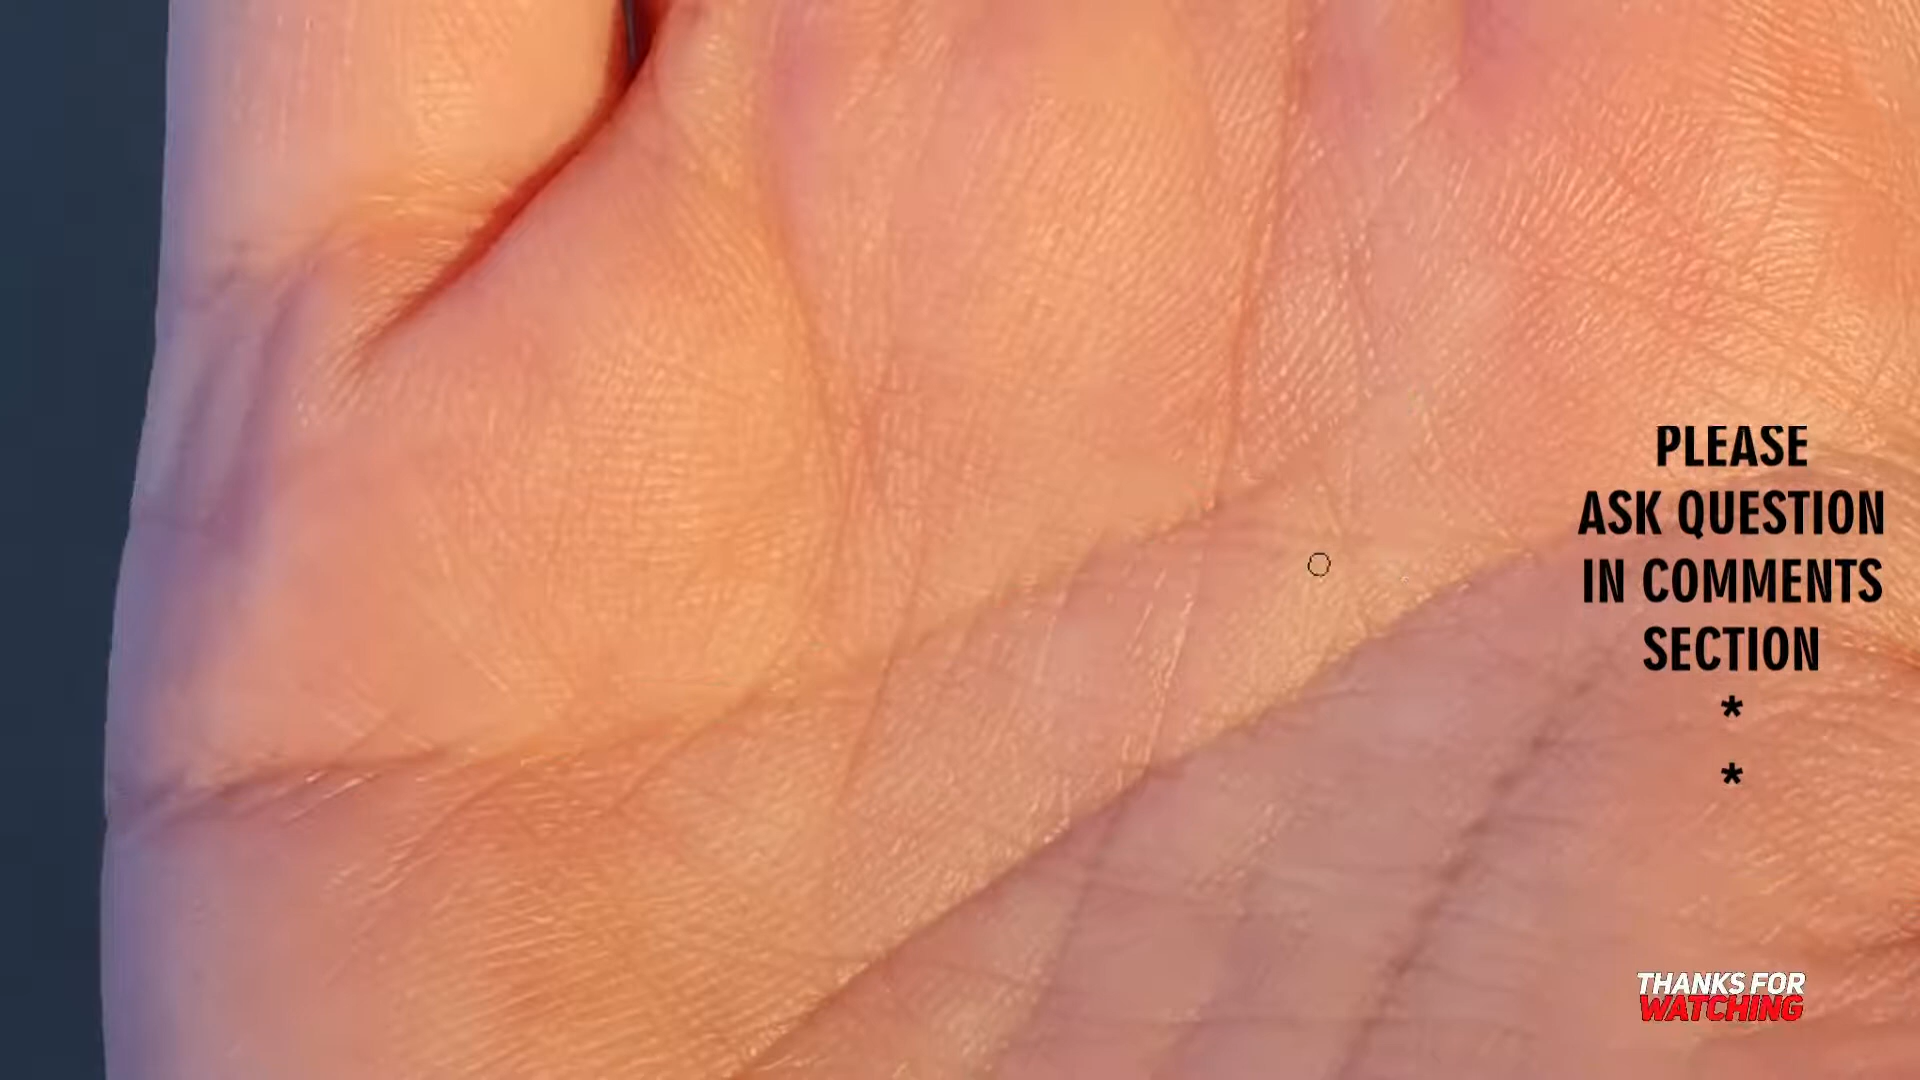 PLEASE
ASK QUESTION
IN COMMENTS
SECTION
*
*
THANKS FOR
WATCHING